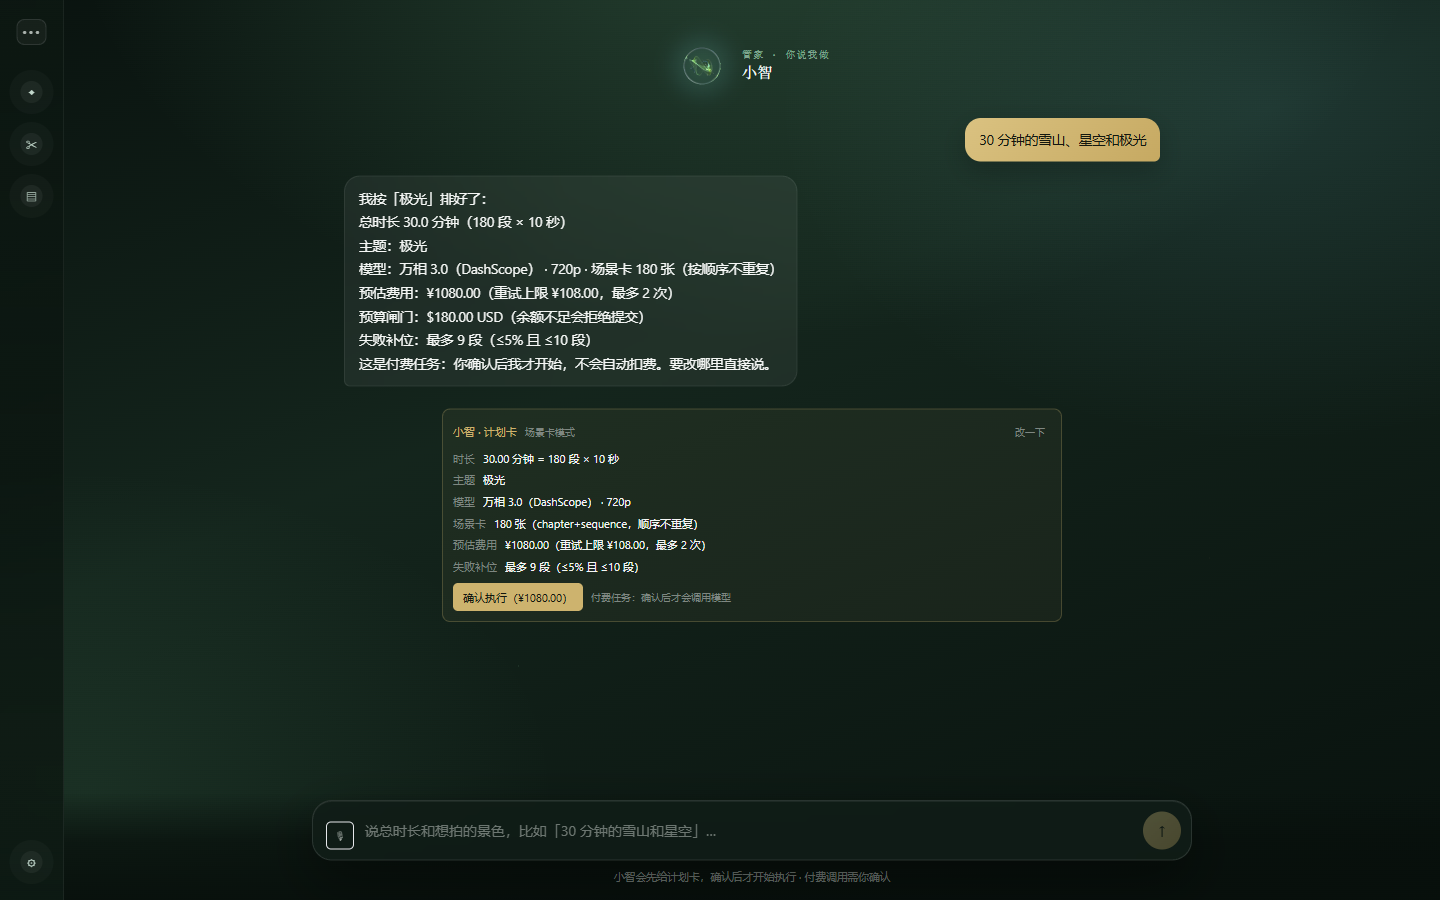 管家 · 你说我做
小智
30 分钟的雪山、星空和极光
我按「极光」排好了：
总时长 30.0 分钟（180 段 × 10 秒）
主题：极光
模型：万相 3.0（DashScope） · 720p · 场景卡 180 张（按顺序不重复）
预估费用：¥1080.00（重试上限 ¥108.00，最多 2 次）
预算闸门：$180.00 USD（余额不足会拒绝提交）
失败补位：最多 9 段（≤5% 且 ≤10 段）
这是付费任务：你确认后我才开始，不会自动扣费。要改哪里直接说。
小智 · 计划卡 场景卡模式 改一下
时长 30.00 分钟 = 180 段 × 10 秒
主题 极光
模型 万相 3.0（DashScope） · 720p
场景卡 180 张（chapter+sequence，顺序不重复）
预估费用 ¥1080.00（重试上限 ¥108.00，最多 2 次）
失败补位 最多 9 段（≤5% 且 ≤10 段）
确认执行（¥1080.00） 付费任务：确认后才会调用模型
说总时长和想拍的景色，比如「30 分钟的雪山和星空」...
小智会先给计划卡，确认后才开始执行 · 付费调用需你确认